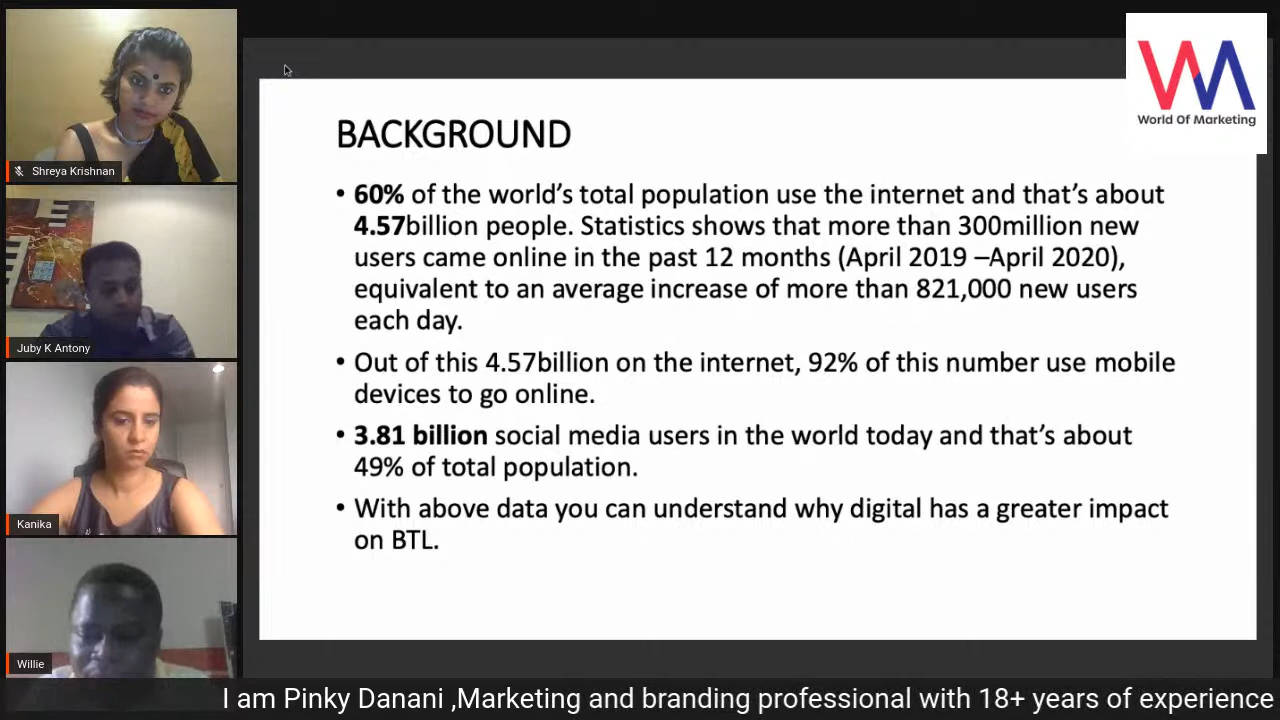 Shreya Krishnan
Juby K Antony
Kanika
Willie
BACKGROUND
• 60% of the world's total population use the internet and that's about
4.57billion people. Statistics shows that more than 300million new
users came online in the past 12 months (April 2019 –April 2020),
equivalent to an average increase of more than 821,000 new users
each day.
• Out of this 4.57billion on the internet, 92% of this number use mobile
devices to go online.
• 3.81 billion social media users in the world today and that's about
49% of total population.
• With above data you can understand why digital has a greater impact
on BTL.
WA
World Of Marketing
I am Pinky Danani ,Marketing and branding professional with 18+ years of experience